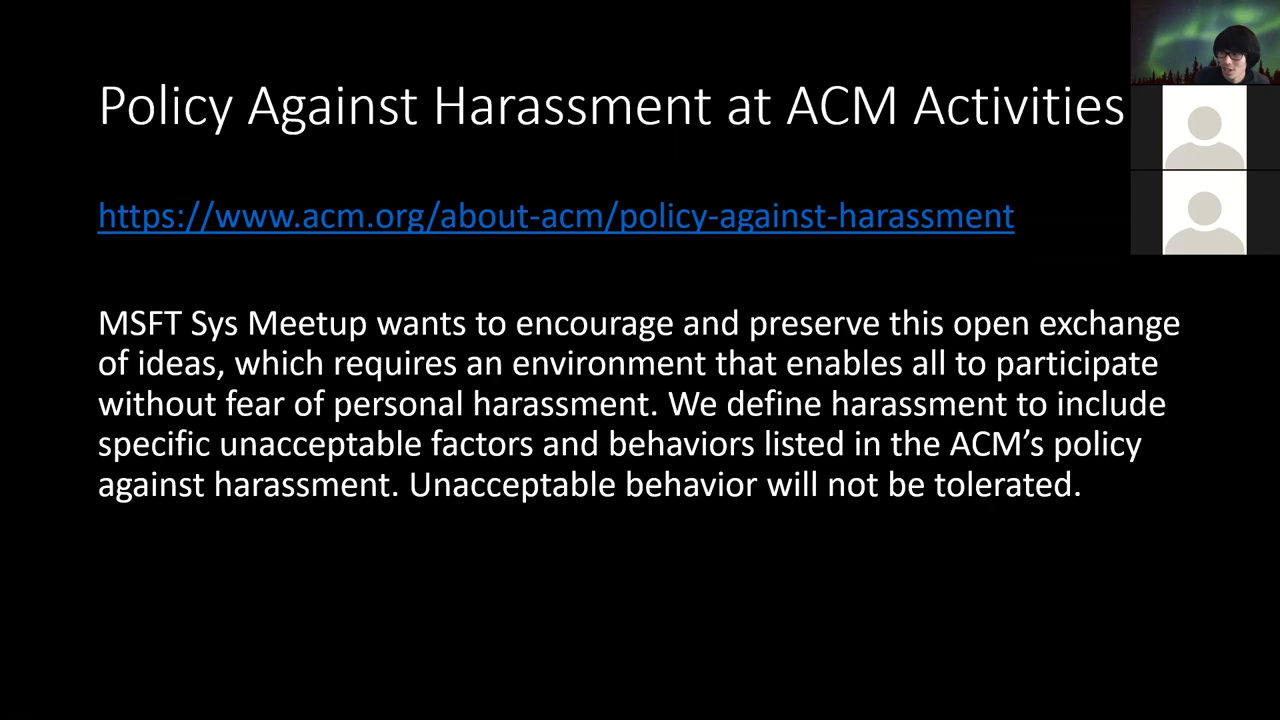 Policy Against Harassment at ACM Activities
https://www.acm.org/about-acm/policy-against-harassment
MSFT Sys Meetup wants to encourage and preserve this open exchange
of ideas, which requires an environment that enables all to participate
without fear of personal harassment. We define harassment to include
specific unacceptable factors and behaviors listed in the ACM’s policy
against harassment. Unacceptable behavior will not be tolerated.